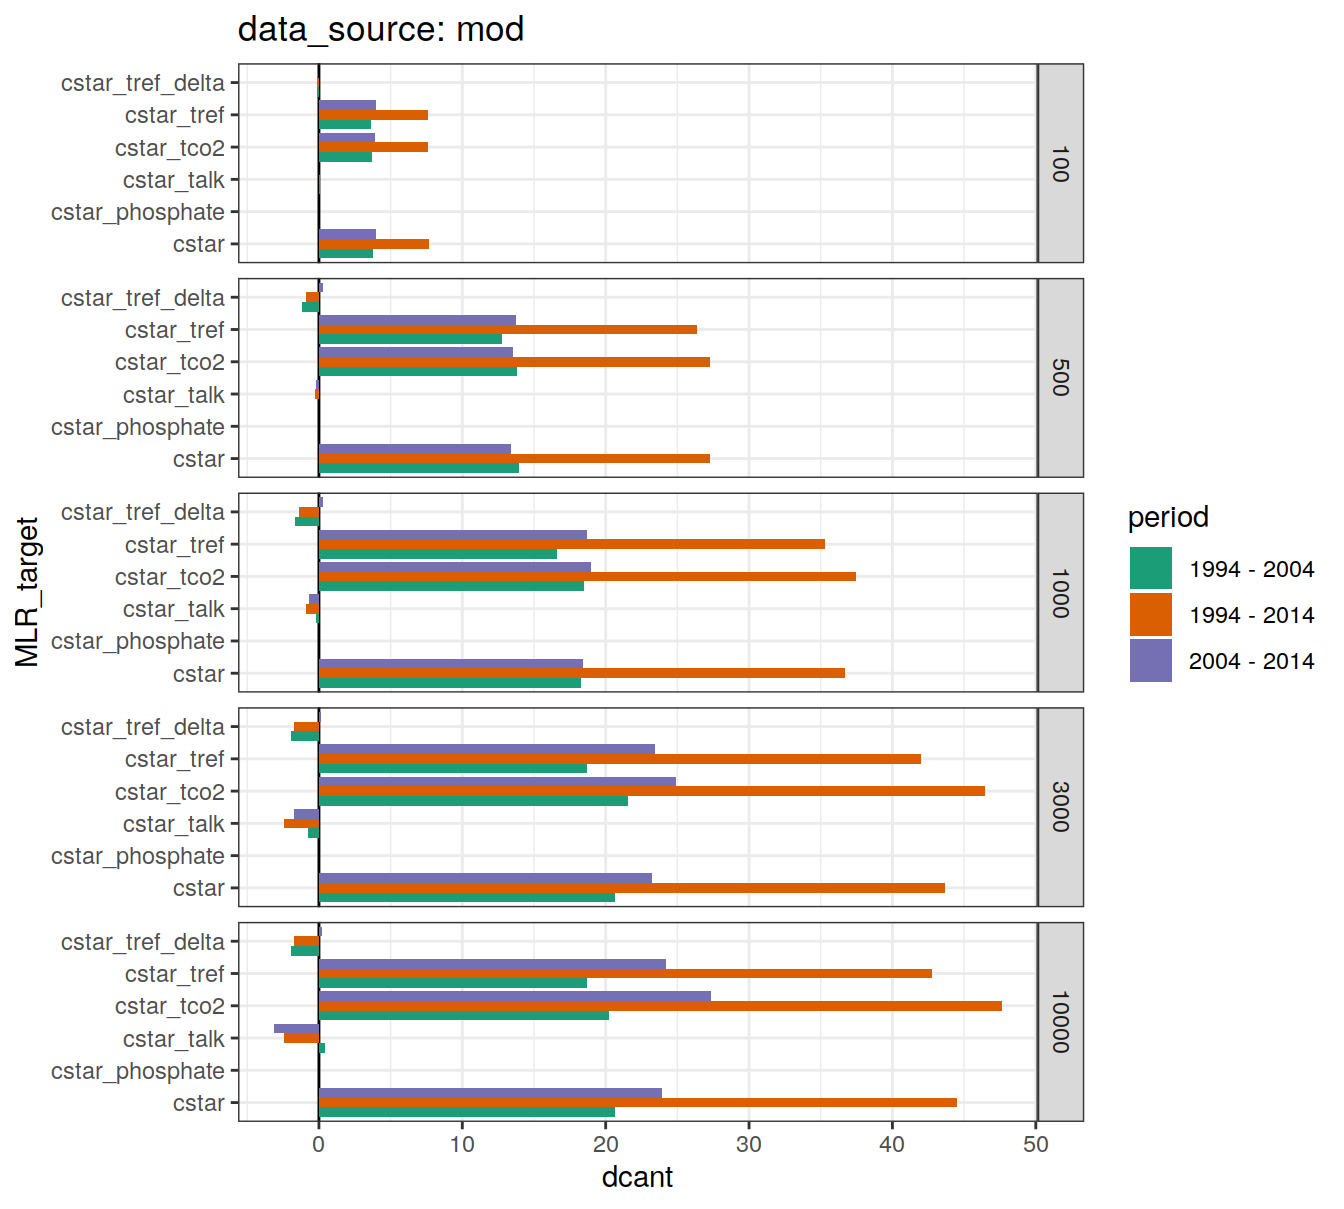 data_source: mod
cstar_tref_delta
cstar_tref
cstar_tco2
cstar_talk
cstar_phosphate
cstar
100
cstar_tref_delta
cstar_tref
cstar_tco2
cstar_talk
cstar_phosphate
cstar
500
cstar_tref_delta
cstar_tref
cstar_tco2
cstar_talk
cstar_phosphate
cstar
1000
cstar_tref_delta
cstar_tref
cstar_tco2
cstar_talk
cstar_phosphate
cstar
3000
cstar_tref_delta
cstar_tref
cstar_tco2
cstar_talk
cstar_phosphate
cstar
10000
MLR_target
0 10 20 30 40 50
dcant
period
1994 - 2004
1994 - 2014
2004 - 2014